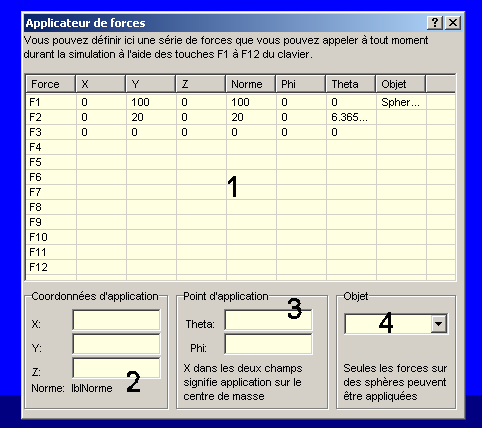 Applicateur de forces
Vous pouvez définir ici une série de forces que vous pouvez appeler à tout moment
durant la simulation à l'aide des touches F1 à F12 du clavier.
Force X Y Z Norme Phi Theta Objet
F1 0 100 0 100 0 0 Spher...
F2 0 20 0 20 0 6.365...
F3 0 0 0 0 0 0
F4
F5
F6
F7
F8
F9
F10
F11
F12
1
Coordonnées d'application
X:
Y:
Z:
Norme: lblNorme
2
Point d'application
3
Theta:
Phi:
X dans les deux champs
signifie application sur le
centre de masse
Objet
4
Seules les forces sur
des sphères peuvent
être appliquées